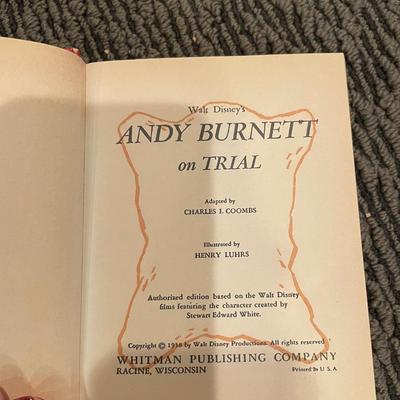 Walt Disney's
ANDY BURNETT
on TRIAL
Adapted by
CHARLES I. COOMBS
Illustrated by
HENRY LUHRS
Authorized edition based on the Walt Disney
films featuring the character created by
Stewart Edward White.
Copyright © 1958 by Walt Disney Productions. All rights reserved
WHITMAN PUBLISHING COMPANY
RACINE, WISCONSIN Printed in U S. A